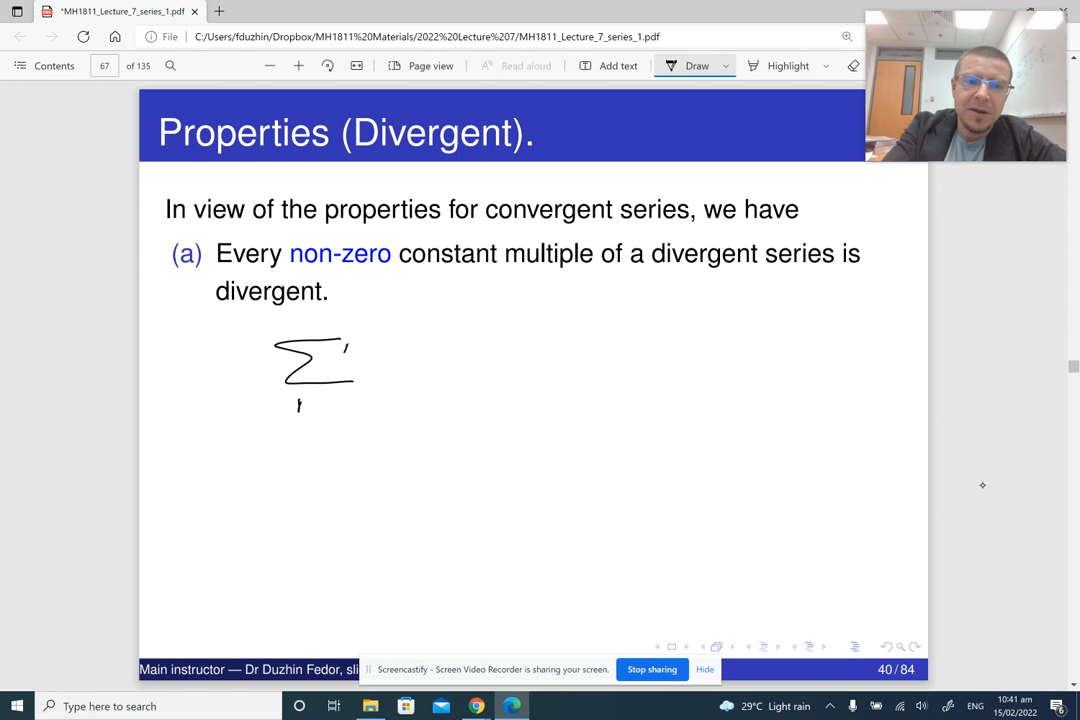 *MH1811_Lecture_7_series_1.pdf
File C:/Users/fduzhin/Dropbox/MH1811%20Materials/2022%20Lecture%207/MH1811_Lecture_7_series_1.pdf
Contents 67 of 135 Page view Read aloud Add text Draw Highlight
Properties (Divergent).
In view of the properties for convergent series, we have
(a) Every non-zero constant multiple of a divergent series is
divergent.
Σ
Main instructor — Dr Duzhin Fedor, sli
40 / 84
Screencastify - Screen Video Recorder is sharing your screen. Stop sharing Hide
Type here to search
29°C Light rain ENG 10:41 am
15/02/2022
6